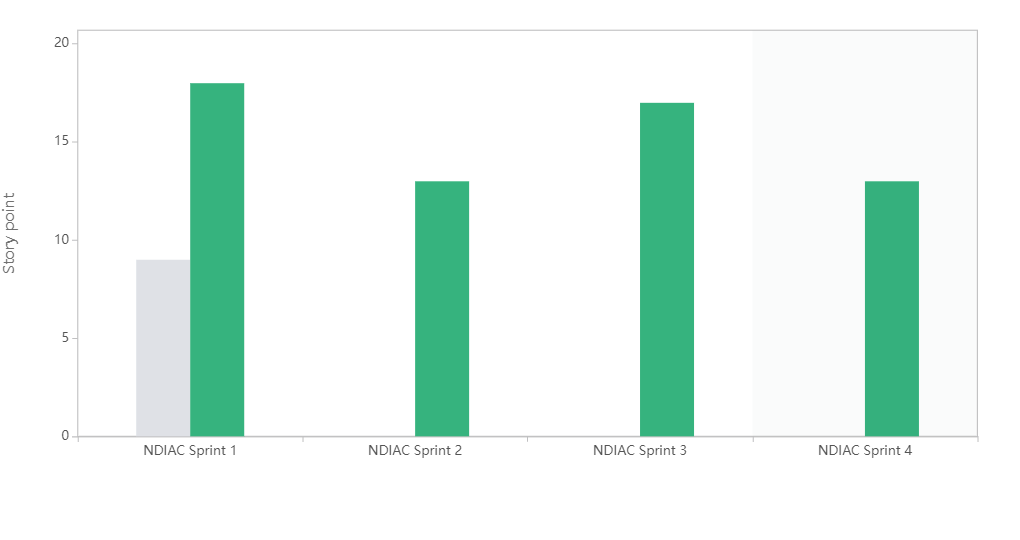 20
15
10
5
0
Story point
NDIAC Sprint 1
NDIAC Sprint 2
NDIAC Sprint 3
NDIAC Sprint 4